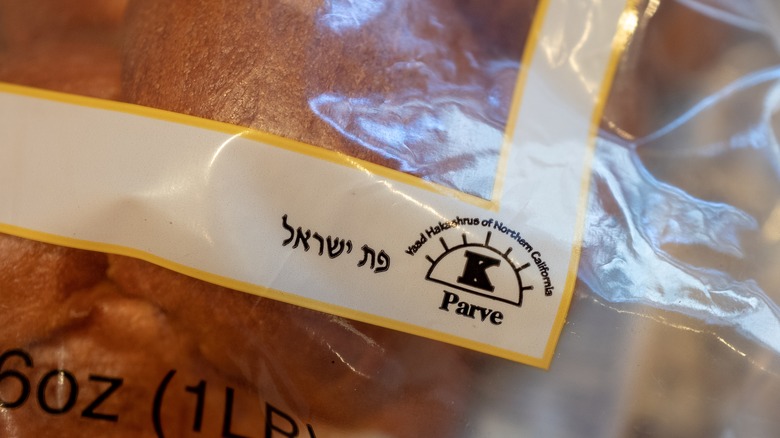 פת ישראל
Vaad Hakashrus of Northern California
K
Parve
6oz (1LB)